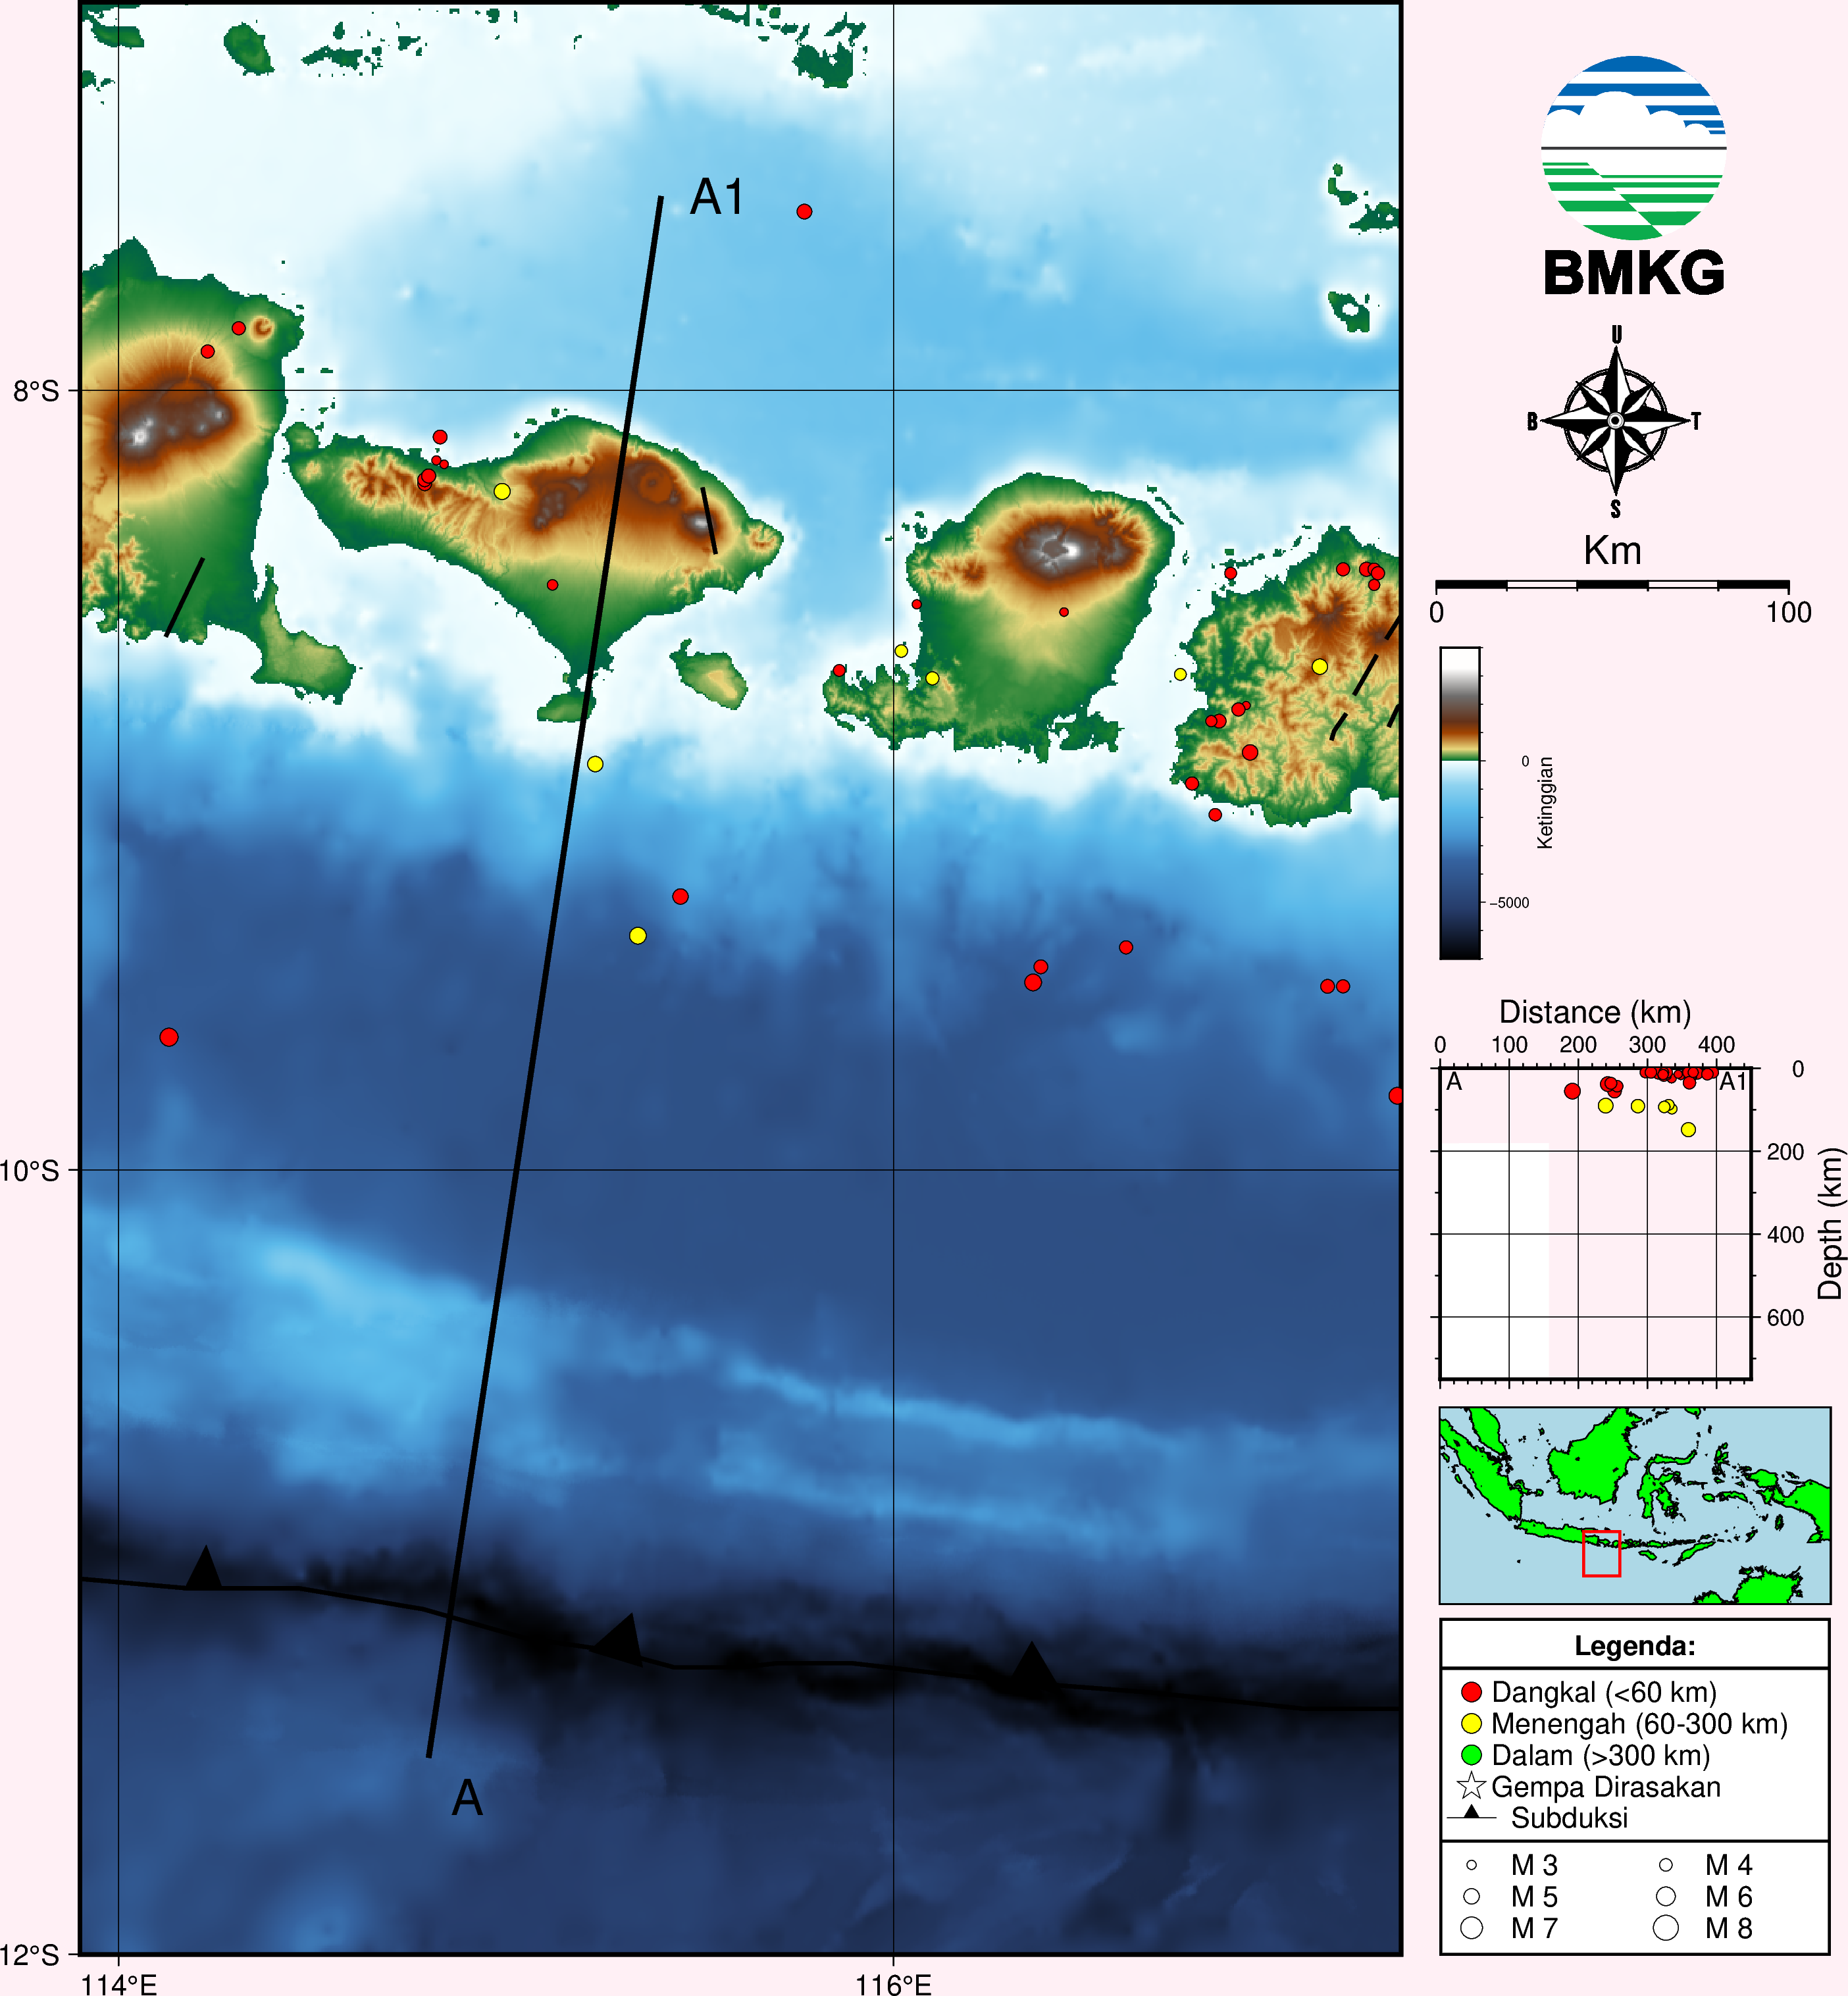 A1
A
8°S
10°S
12°S
114°E
116°E
BMKG
U
B
T
S
Km
0
100
0
−5000
Ketinggian
Distance (km)
0 100 200 300 400
A
A1
0
200
400
600
Depth (km)
Legenda:
Dangkal (<60 km)
Menengah (60-300 km)
Dalam (>300 km)
Gempa Dirasakan
Subduksi
M 3 M 4
M 5 M 6
M 7 M 8